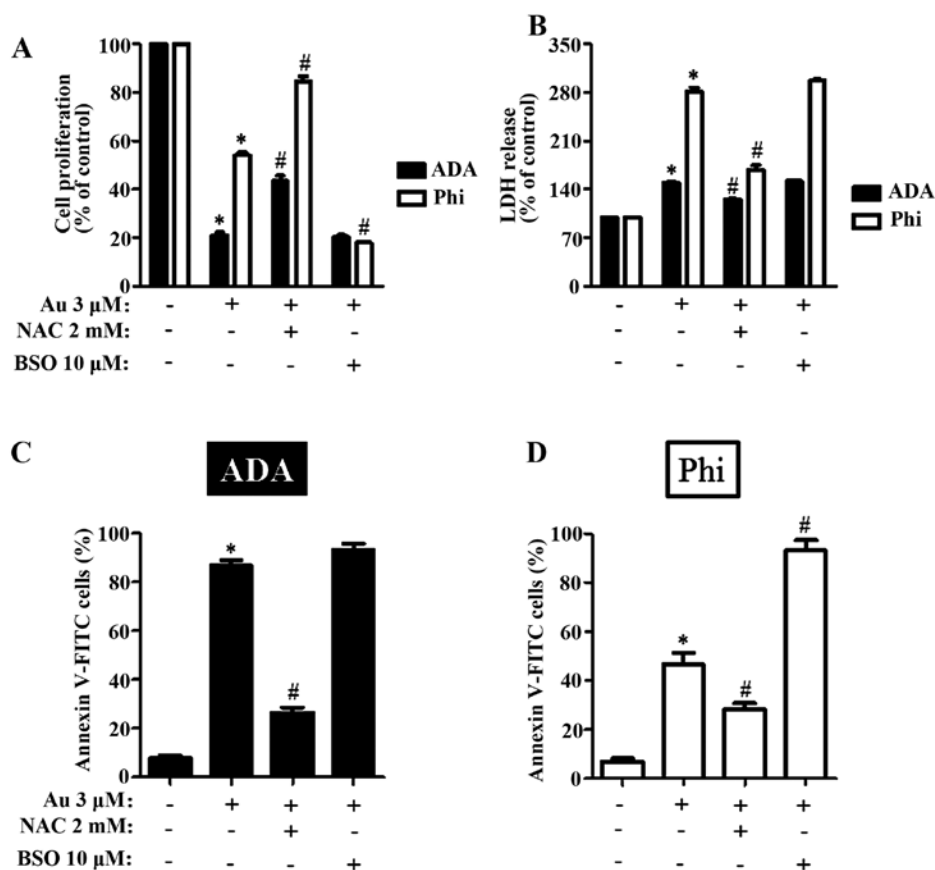 A
Cell proliferation
(% of control)
100
80
60
40
20
0
*
*
#
#
#
ADA
Phi
Au 3 μM: - + + +
NAC 2 mM: - - + -
BSO 10 μM: - - - +
B
LDH release
(% of control)
350
280
210
140
70
0
*
*
#
#
ADA
Phi
- + + +
- - + -
- - - +
C
ADA
Annexin V-FITC cells (%)
100
80
60
40
20
0
*
#
Au 3 μM: - + + +
NAC 2 mM: - - + -
BSO 10 μM: - - - +
D
Phi
Annexin V-FITC cells (%)
100
80
60
40
20
0
*
#
#
- + + +
- - + -
- - - +